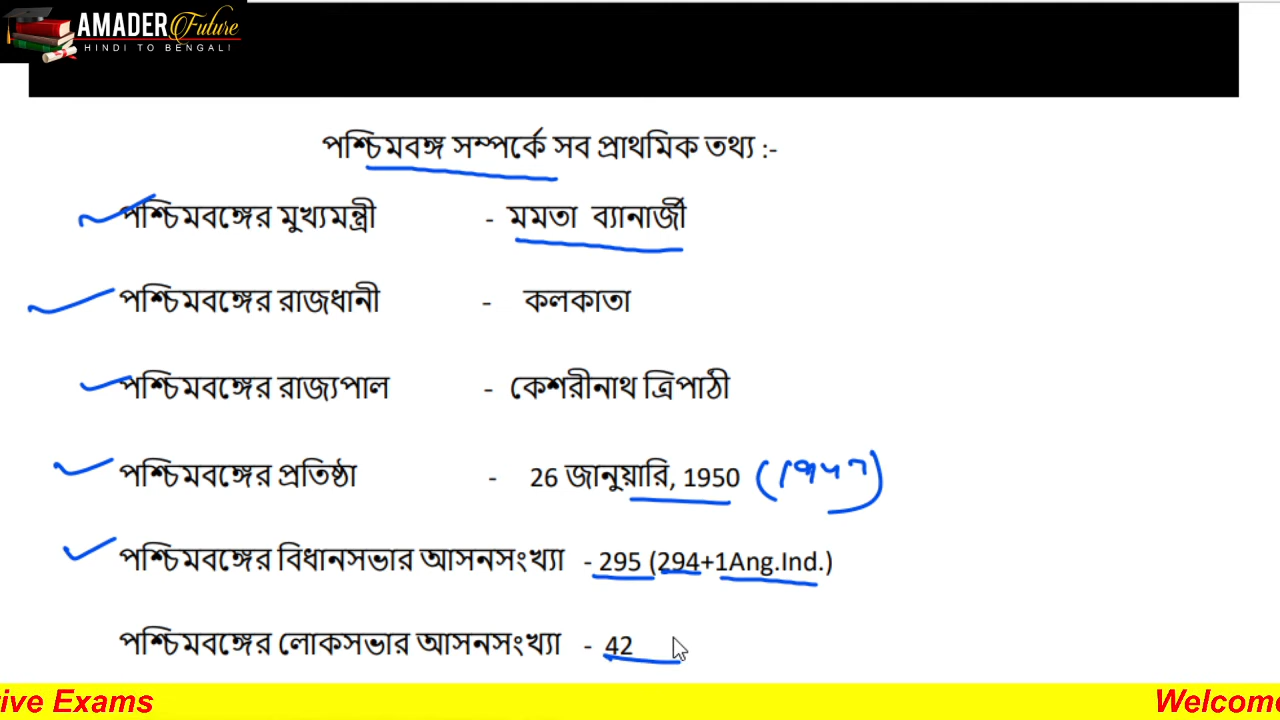 AMADER Future
HINDI TO BENGALI
পশ্চিমবঙ্গ সম্পর্কে সব প্রাথমিক তথ্য :-
পশ্চিমবঙ্গের মুখ্যমন্ত্রী - মমতা ব্যানার্জী
পশ্চিমবঙ্গের রাজধানী - কলকাতা
পশ্চিমবঙ্গের রাজ্যপাল - কেশরীনাথ ত্রিপাঠী
পশ্চিমবঙ্গের প্রতিষ্ঠা - 26 জানুয়ারি, 1950 (1947)
পশ্চিমবঙ্গের বিধানসভার আসনসংখ্যা - 295 (294+1Ang.Ind.)
পশ্চিমবঙ্গের লোকসভার আসনসংখ্যা - 42
tive Exams Welcome